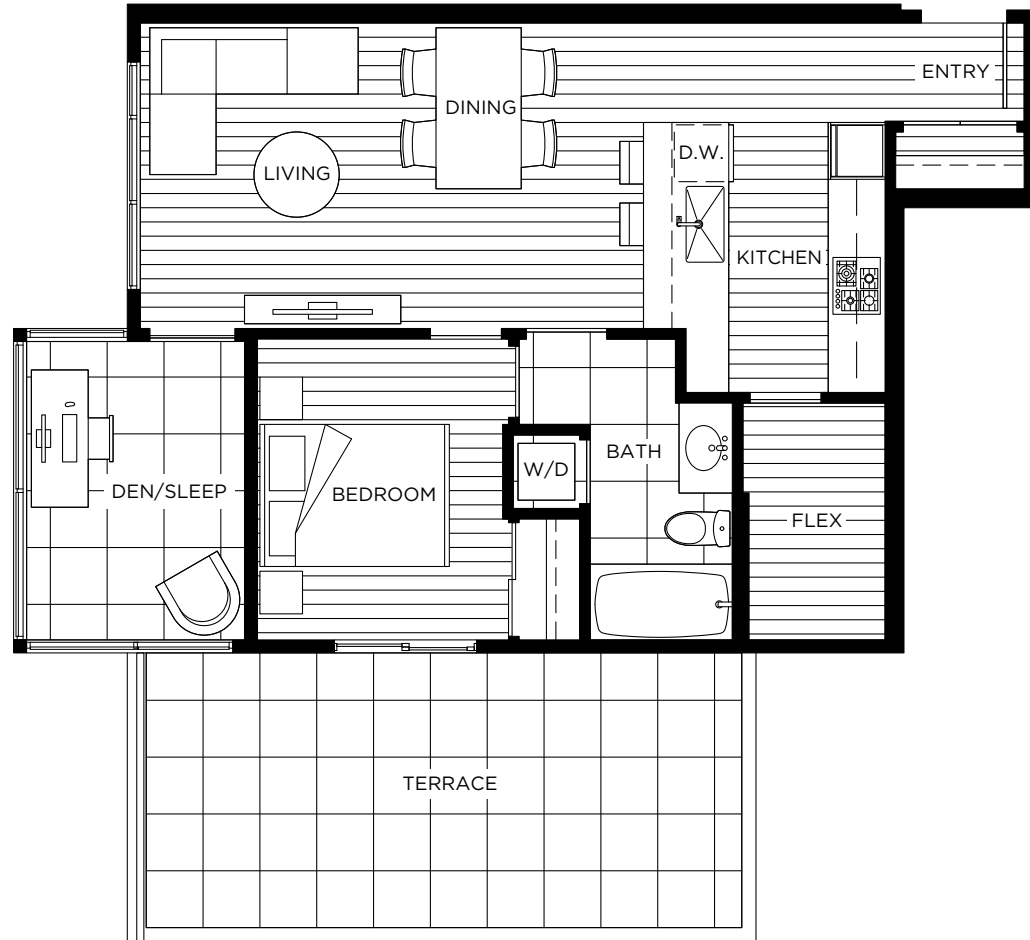 ENTRY
DINING
D.W.
LIVING
KITCHEN
BATH
W/D
DEN/SLEEP
BEDROOM
FLEX
TERRACE